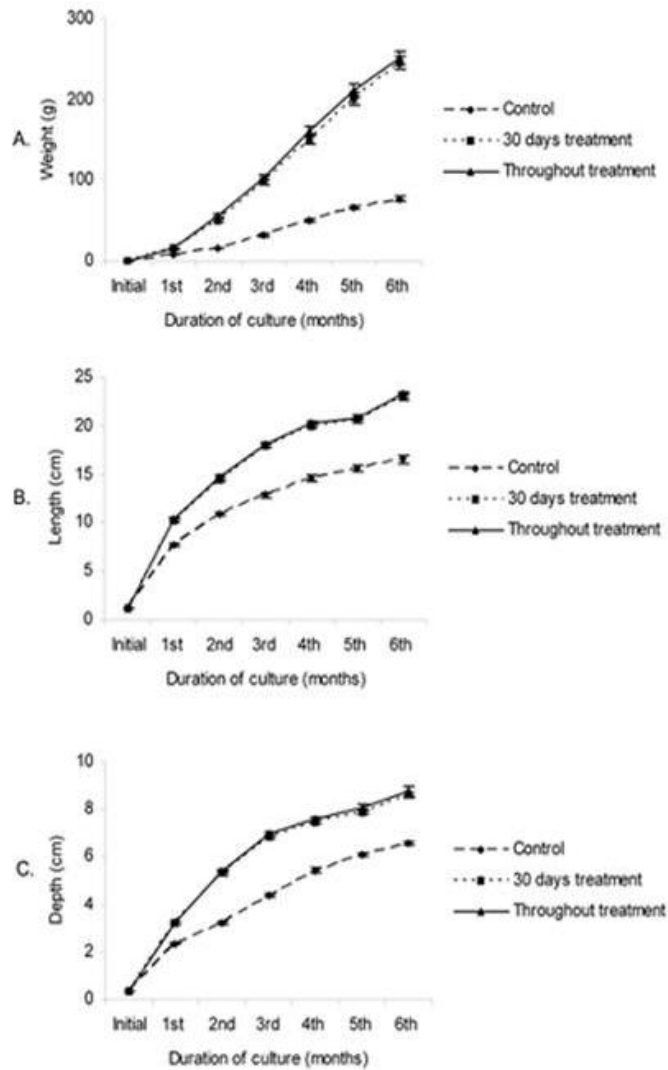 300
200
100
0
A.
Weight (g)
Control
30 days treatment
Throughout treatment
Initial 1st 2nd 3rd 4th 5th 6th
Duration of culture (months)
25
20
15
10
5
0
B.
Length (cm)
Control
30 days treatment
Throughout treatment
Initial 1st 2nd 3rd 4th 5th 6th
Duration of culture (months)
10
8
6
4
2
0
C.
Depth (cm)
Control
30 days treatment
Throughout treatment
Initial 1st 2nd 3rd 4th 5th 6th
Duration of culture (months)